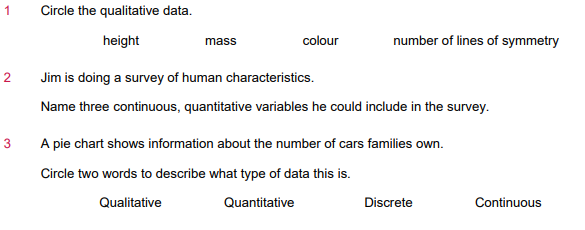 1 Circle the qualitative data.
height mass colour number of lines of symmetry
2 Jim is doing a survey of human characteristics.
Name three continuous, quantitative variables he could include in the survey.
3 A pie chart shows information about the number of cars families own.
Circle two words to describe what type of data this is.
Qualitative Quantitative Discrete Continuous